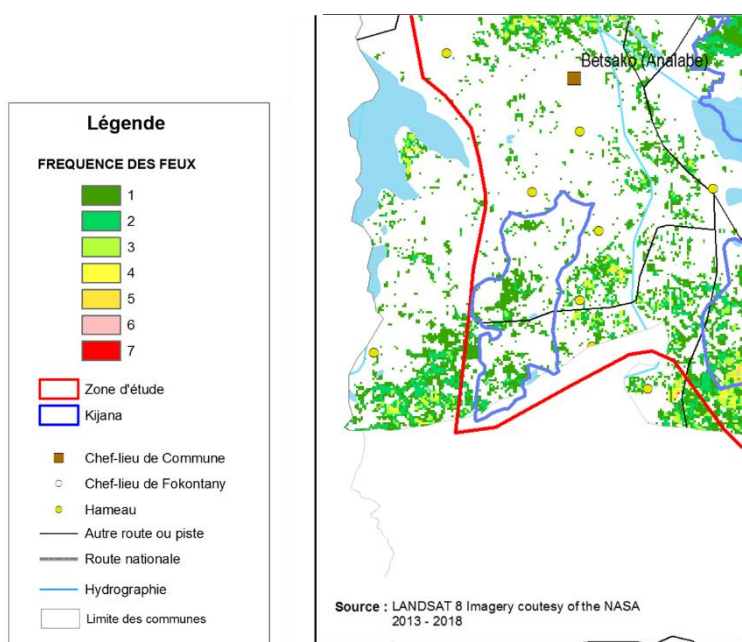 Légende
FREQUENCE DES FEUX
1
2
3
4
5
6
7
Zone d'étude
Kijana
Chef-lieu de Commune
Chef-lieu de Fokontany
Hameau
Autre route ou piste
Route nationale
Hydrographie
Limite des communes
Betsako (Analabe)
Source : LANDSAT 8 Imagery coutesy of the NASA
2013 - 2018